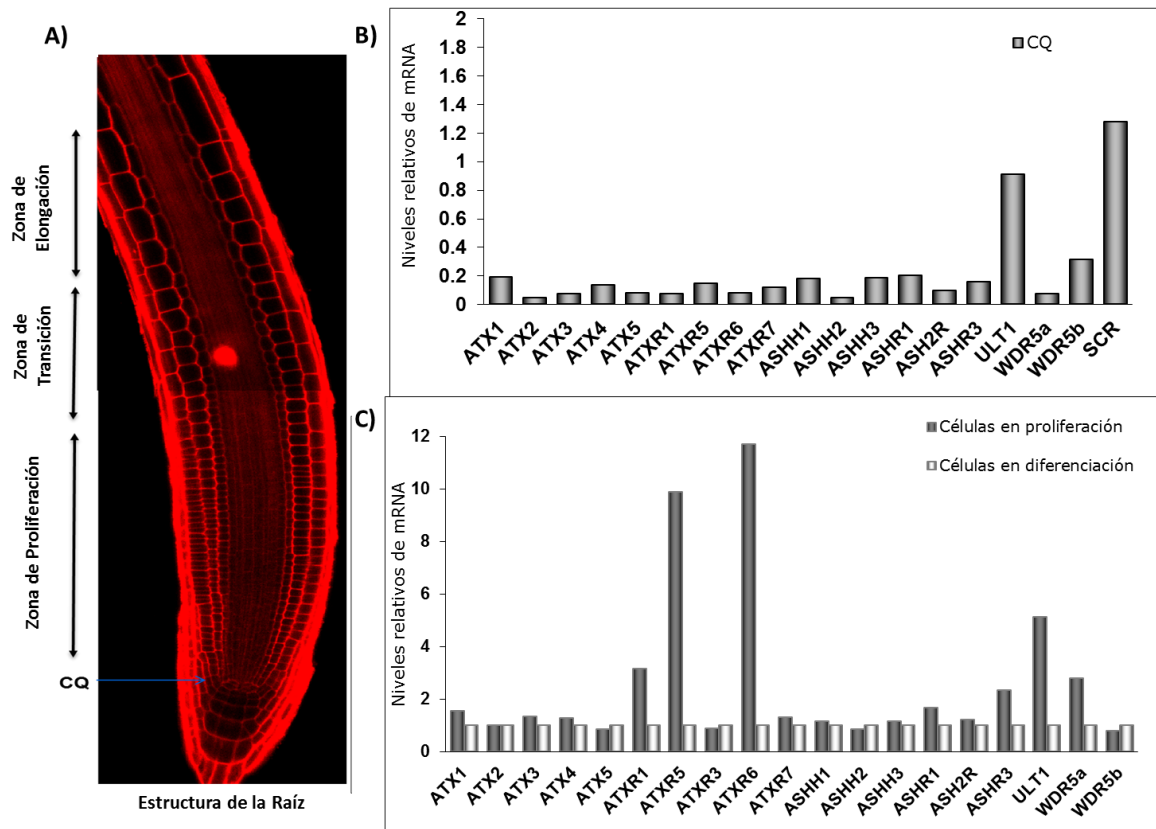 A)
Zona de
Elongación
Zona de
Transición
Zona de Proliferación
CQ
Estructura de la Raíz
B)
Niveles relativos de mRNA
2
1.8
1.6
1.4
1.2
1
0.8
0.6
0.4
0.2
0
CQ
ATX1
ATX2
ATX3
ATX4
ATX5
ATXR1
ATXR5
ATXR6
ATXR7
ASHH1
ASHH2
ASHH3
ASHR1
ASH2R
ASHR3
ULT1
WDR5a
WDR5b
SCR
C)
Niveles relativos de mRNA
12
10
8
6
4
2
0
Células en proliferación
Células en diferenciación
ATX1
ATX2
ATX3
ATX4
ATX5
ATXR1
ATXR5
ATXR3
ATXR6
ATXR7
ASHH1
ASHH2
ASHH3
ASHR1
ASH2R
ASHR3
ULT1
WDR5a
WDR5b